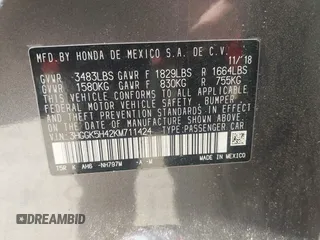 MFD.BY HONDA DE MEXICO S.A. DE C.V. 11/18
GVWR 3483LBS GAWR F 1829LBS R 1664LBS
GVWR 1580KG GAWR F 830KG R 755KG
THIS VEHICLE CONFORMS TO ALL APPLICABLE
FEDERAL MOTOR VEHICLE SAFETY AND THEFT
PREVENTION STANDARDS IN EFFECT ON THE DATE OF
MANUFACTURE SHOWN ABOVE.
VIN: 3HGGK5H42KM711424 TYPE: PASSENGER CAR
NH797M
MADE IN MEXICO
DREAMBID